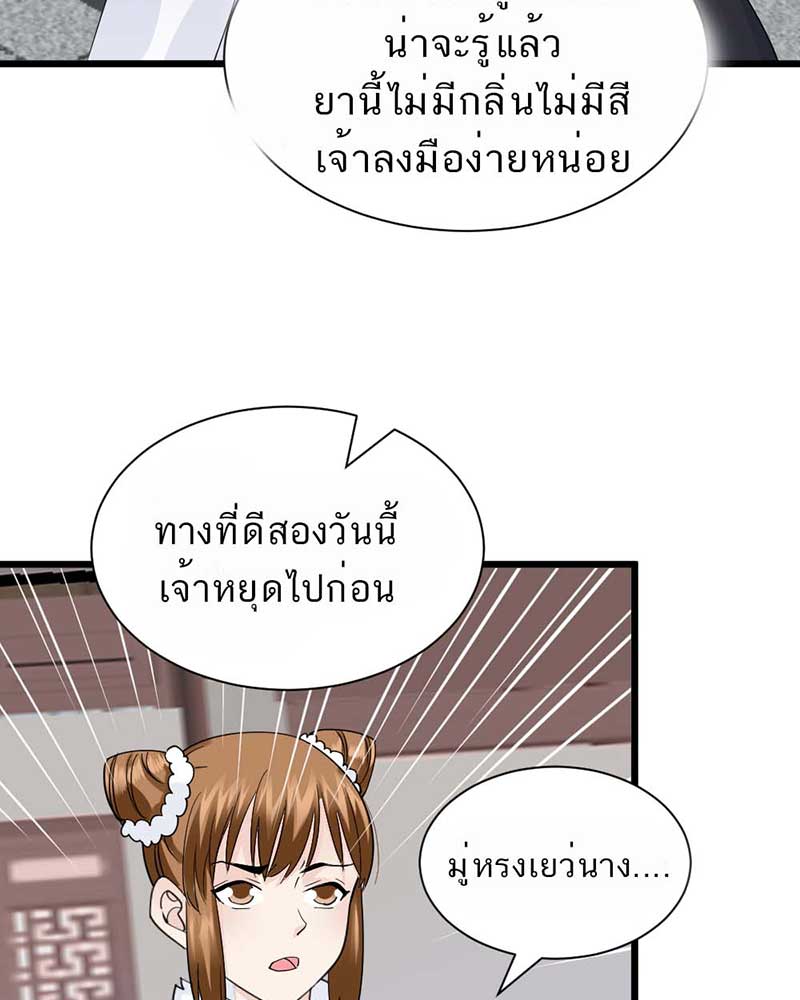 น่าจะรู้แล้ว
ยานี้ไม่มีกลิ่นไม่มีสี
เจ้าลงมือง่ายหน่อย
ทางที่ดีสองวันนี้
เจ้าหยุดไปก่อน
มู่หรงเยว่นาง....